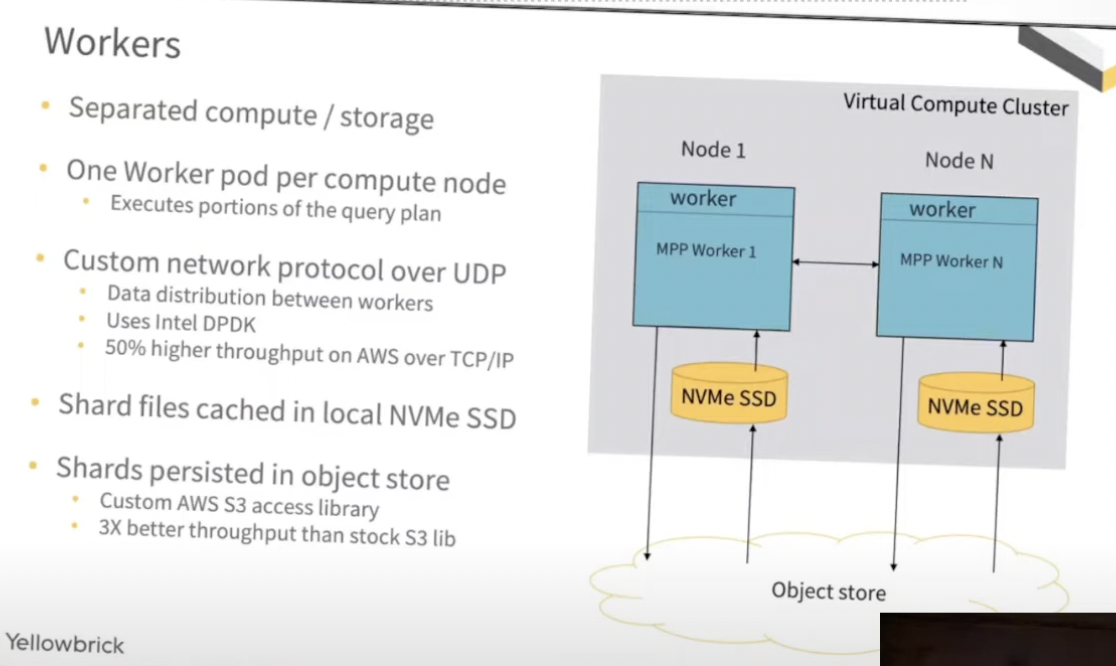 Workers
Separated compute / storage
One Worker pod per compute node
Executes portions of the query plan
Custom network protocol over UDP
Data distribution between workers
Uses Intel DPDK
50% higher throughput on AWS over TCP/IP
Shard files cached in local NVMe SSD
Shards persisted in object store
Custom AWS S3 access library
3X better throughput than stock S3 lib
Yellowbrick
Virtual Compute Cluster
Node 1
Node N
worker
worker
MPP Worker 1
MPP Worker N
NVMe SSD
NVMe SSD
Object store